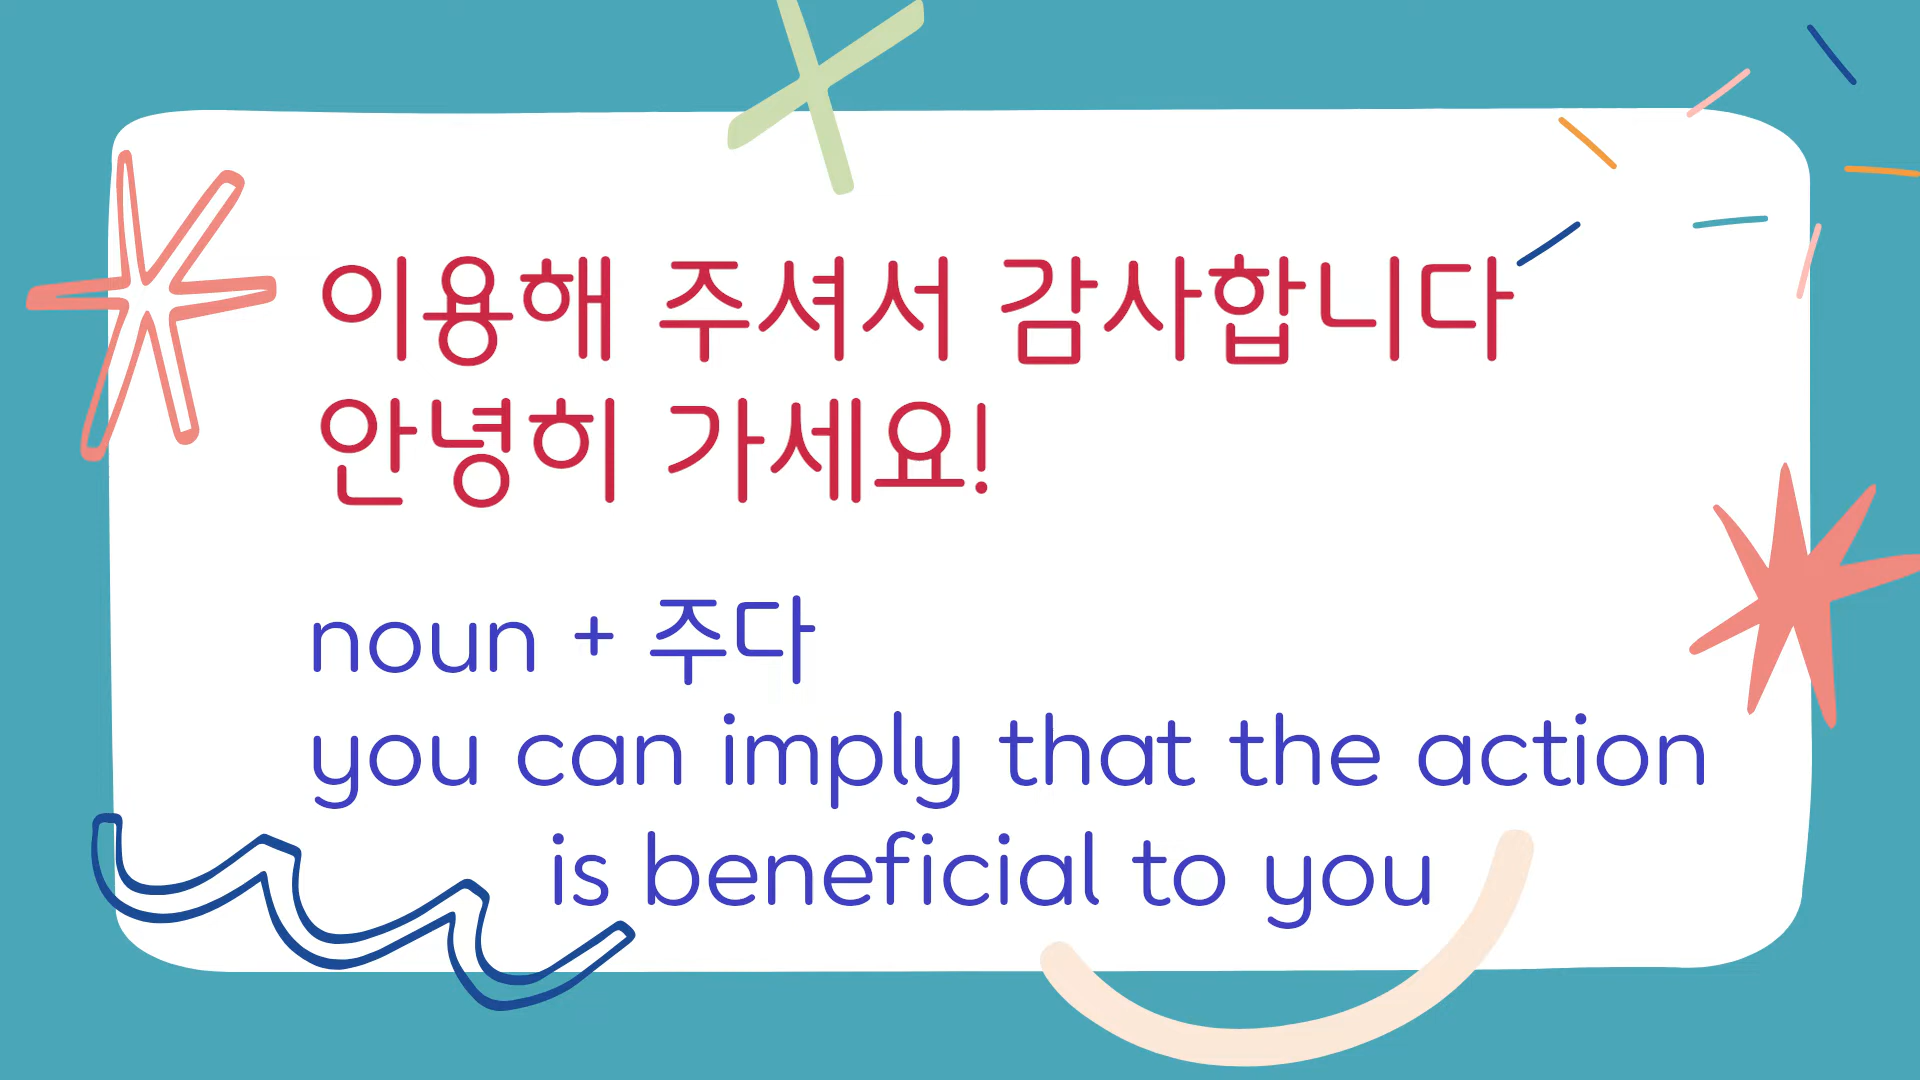 이용해 주셔서 감사합니다
안녕히 가세요!
noun + 주다
you can imply that the action
is beneficial to you